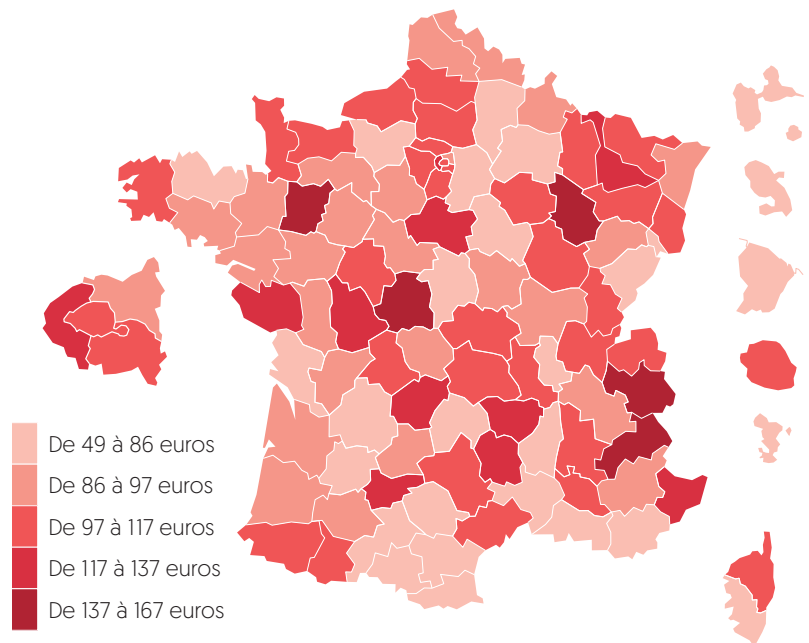 De 49 à 86 euros
De 86 à 97 euros
De 97 à 117 euros
De 117 à 137 euros
De 137 à 167 euros